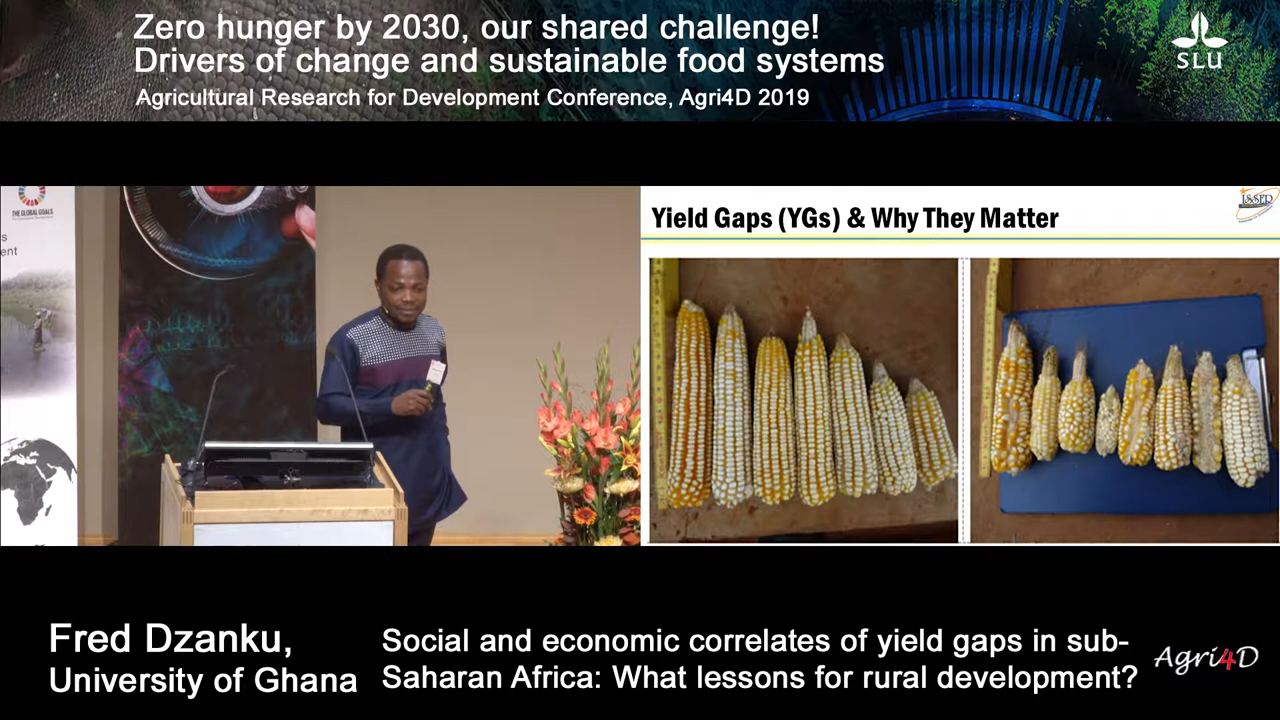 Zero hunger by 2030, our shared challenge!
Drivers of change and sustainable food systems
Agricultural Research for Development Conference, Agri4D 2019
SLU
THE GLOBAL GOALS
s
ent
Yield Gaps (YGs) & Why They Matter
ISSER
Fred Dzanku,
University of Ghana
Social and economic correlates of yield gaps in sub-
Saharan Africa: What lessons for rural development?
Agri4D